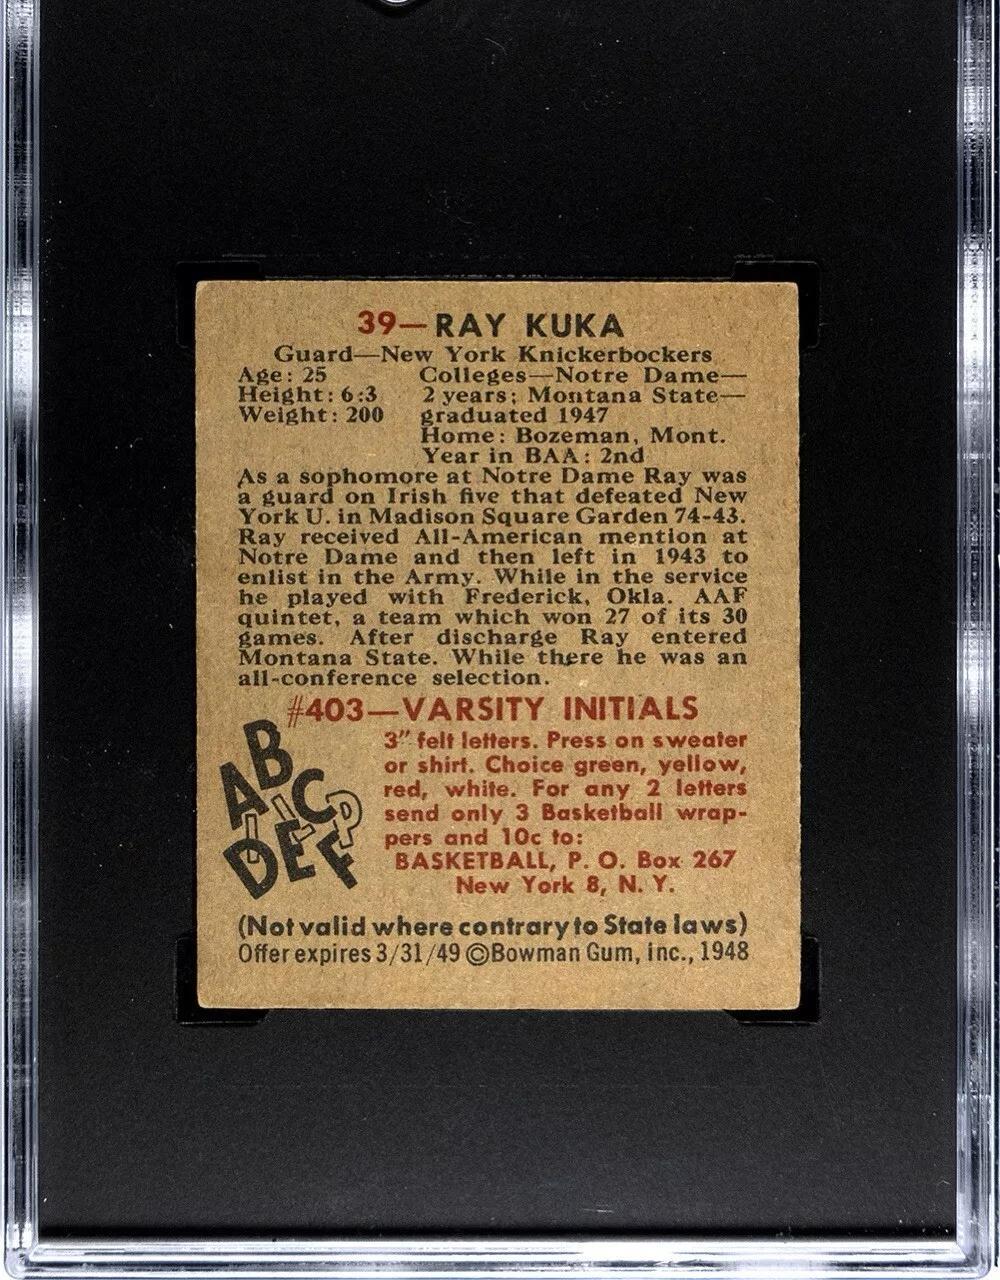 39—RAY KUKA
Guard—New York Knickerbockers
Age: 25
Height: 6:3
Weight: 200
Colleges—Notre Dame—
2 years; Montana State—
graduated 1947
Home: Bozeman, Mont.
Year in BAA: 2nd
As a sophomore at Notre Dame Ray was
a guard on Irish five that defeated New
York U. in Madison Square Garden 74-43.
Ray received All-American mention at
Notre Dame and then left in 1943 to
enlist in the Army. While in the service
he played with Frederick, Okla. AAF
quintet, a team which won 27 of its 30
games. After discharge Ray entered
Montana State. While there he was an
all-conference selection.
#403—VARSITY INITIALS
3" felt letters. Press on sweater
or shirt. Choice green, yellow,
red, white. For any 2 letters
send only 3 Basketball wrap-
pers and 10c to:
BASKETBALL, P. O. Box 267
New York 8, N. Y.
ABC
DEF
(Not valid where contrary to State laws)
Offer expires 3/31/49 ©Bowman Gum, Inc., 1948